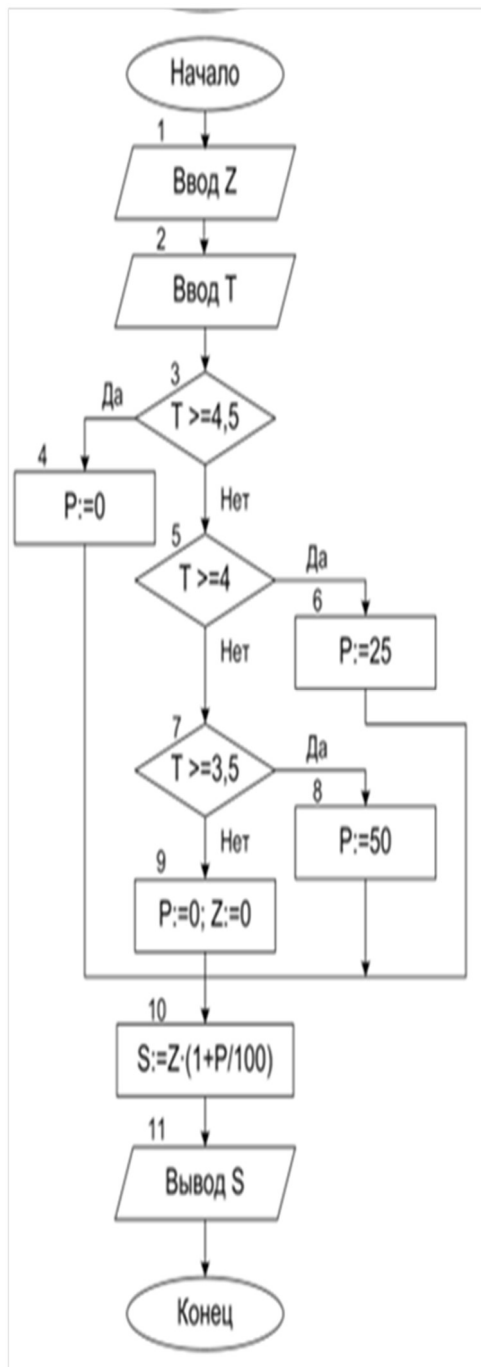 Начало
1
Ввод Z
2
Ввод T
3
Да
T >=4,5
4
P:=0
Нет
5
Да
T >=4
6
P:=25
Нет
7
Да
T >=3,5
8
P:=50
Нет
9
P:=0; Z:=0
10
S:=Z·(1+P/100)
11
Вывод S
Конец